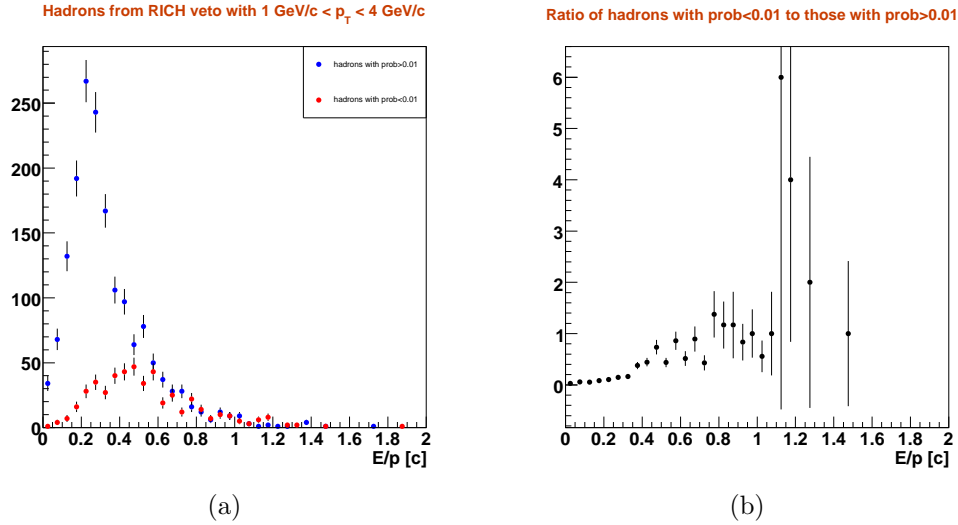 Hadrons from RICH veto with 1 GeV/c < p_T < 4 GeV/c
hadrons with prob>0.01
hadrons with prob<0.01
250
200
150
100
50
0
0 0.2 0.4 0.6 0.8 1 1.2 1.4 1.6 1.8 2
E/p [c]
(a)
Ratio of hadrons with prob<0.01 to those with prob>0.01
6
5
4
3
2
1
0
0 0.2 0.4 0.6 0.8 1 1.2 1.4 1.6 1.8 2
E/p [c]
(b)